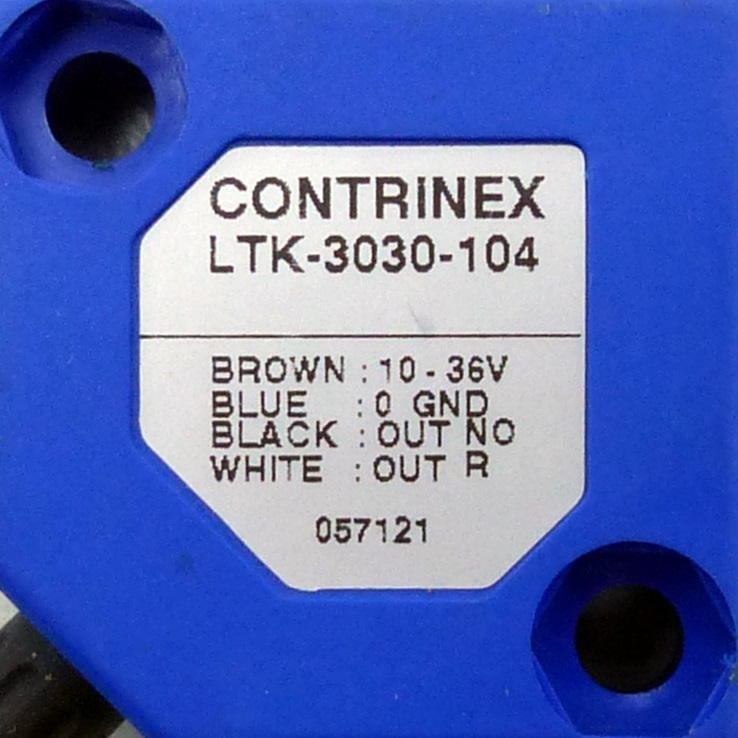 CONTRINEX
LTK-3030-104
BROWN : 10 - 36V
BLUE : 0 GND
BLACK : OUT NO
WHITE : OUT R
057121